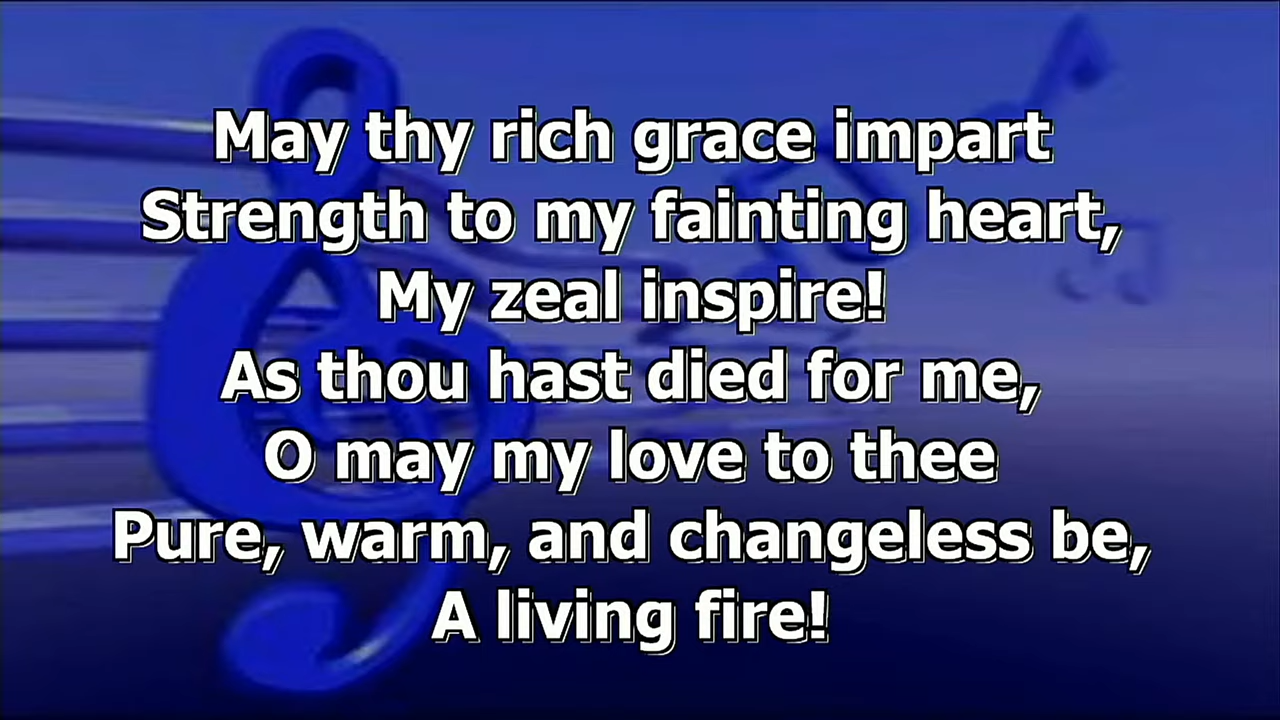 May thy rich grace impart
Strength to my fainting heart,
My zeal inspire!
As thou hast died for me,
O may my love to thee
Pure, warm, and changeless be,
A living fire!